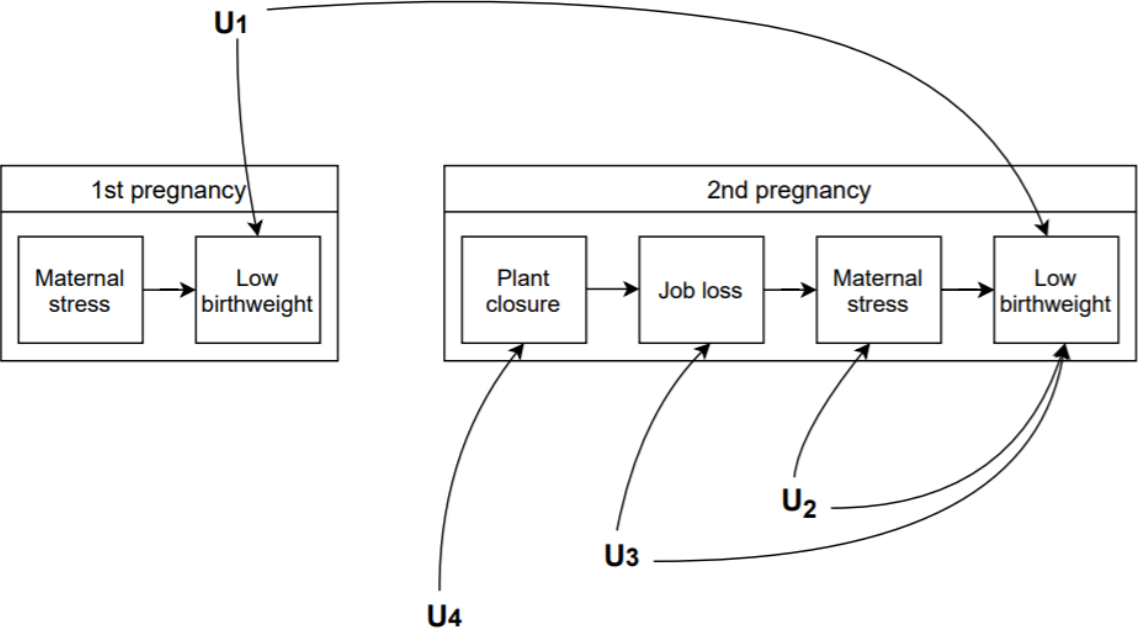 U1
1st pregnancy
2nd pregnancy
Maternal
stress
Low
birthweight
Plant
closure
Job loss
Maternal
stress
Low
birthweight
U2
U3
U4